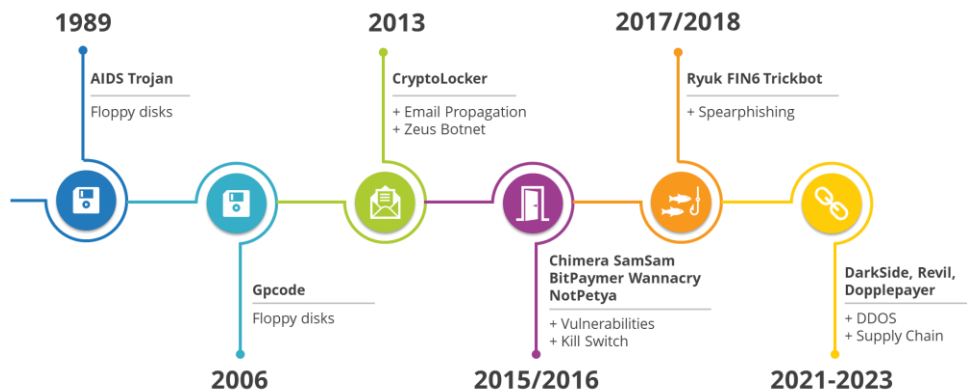 1989
AIDS Trojan
Floppy disks
2006
Gpcode
Floppy disks
2013
CryptoLocker
+ Email Propagation
+ Zeus Botnet
2015/2016
Chimera SamSam
BitPaymer Wannacry
NotPetya
+ Vulnerabilities
+ Kill Switch
2017/2018
Ryuk FIN6 Trickbot
+ Spearphishing
2021-2023
DarkSide, Revil,
Dopplepayer
+ DDOS
+ Supply Chain